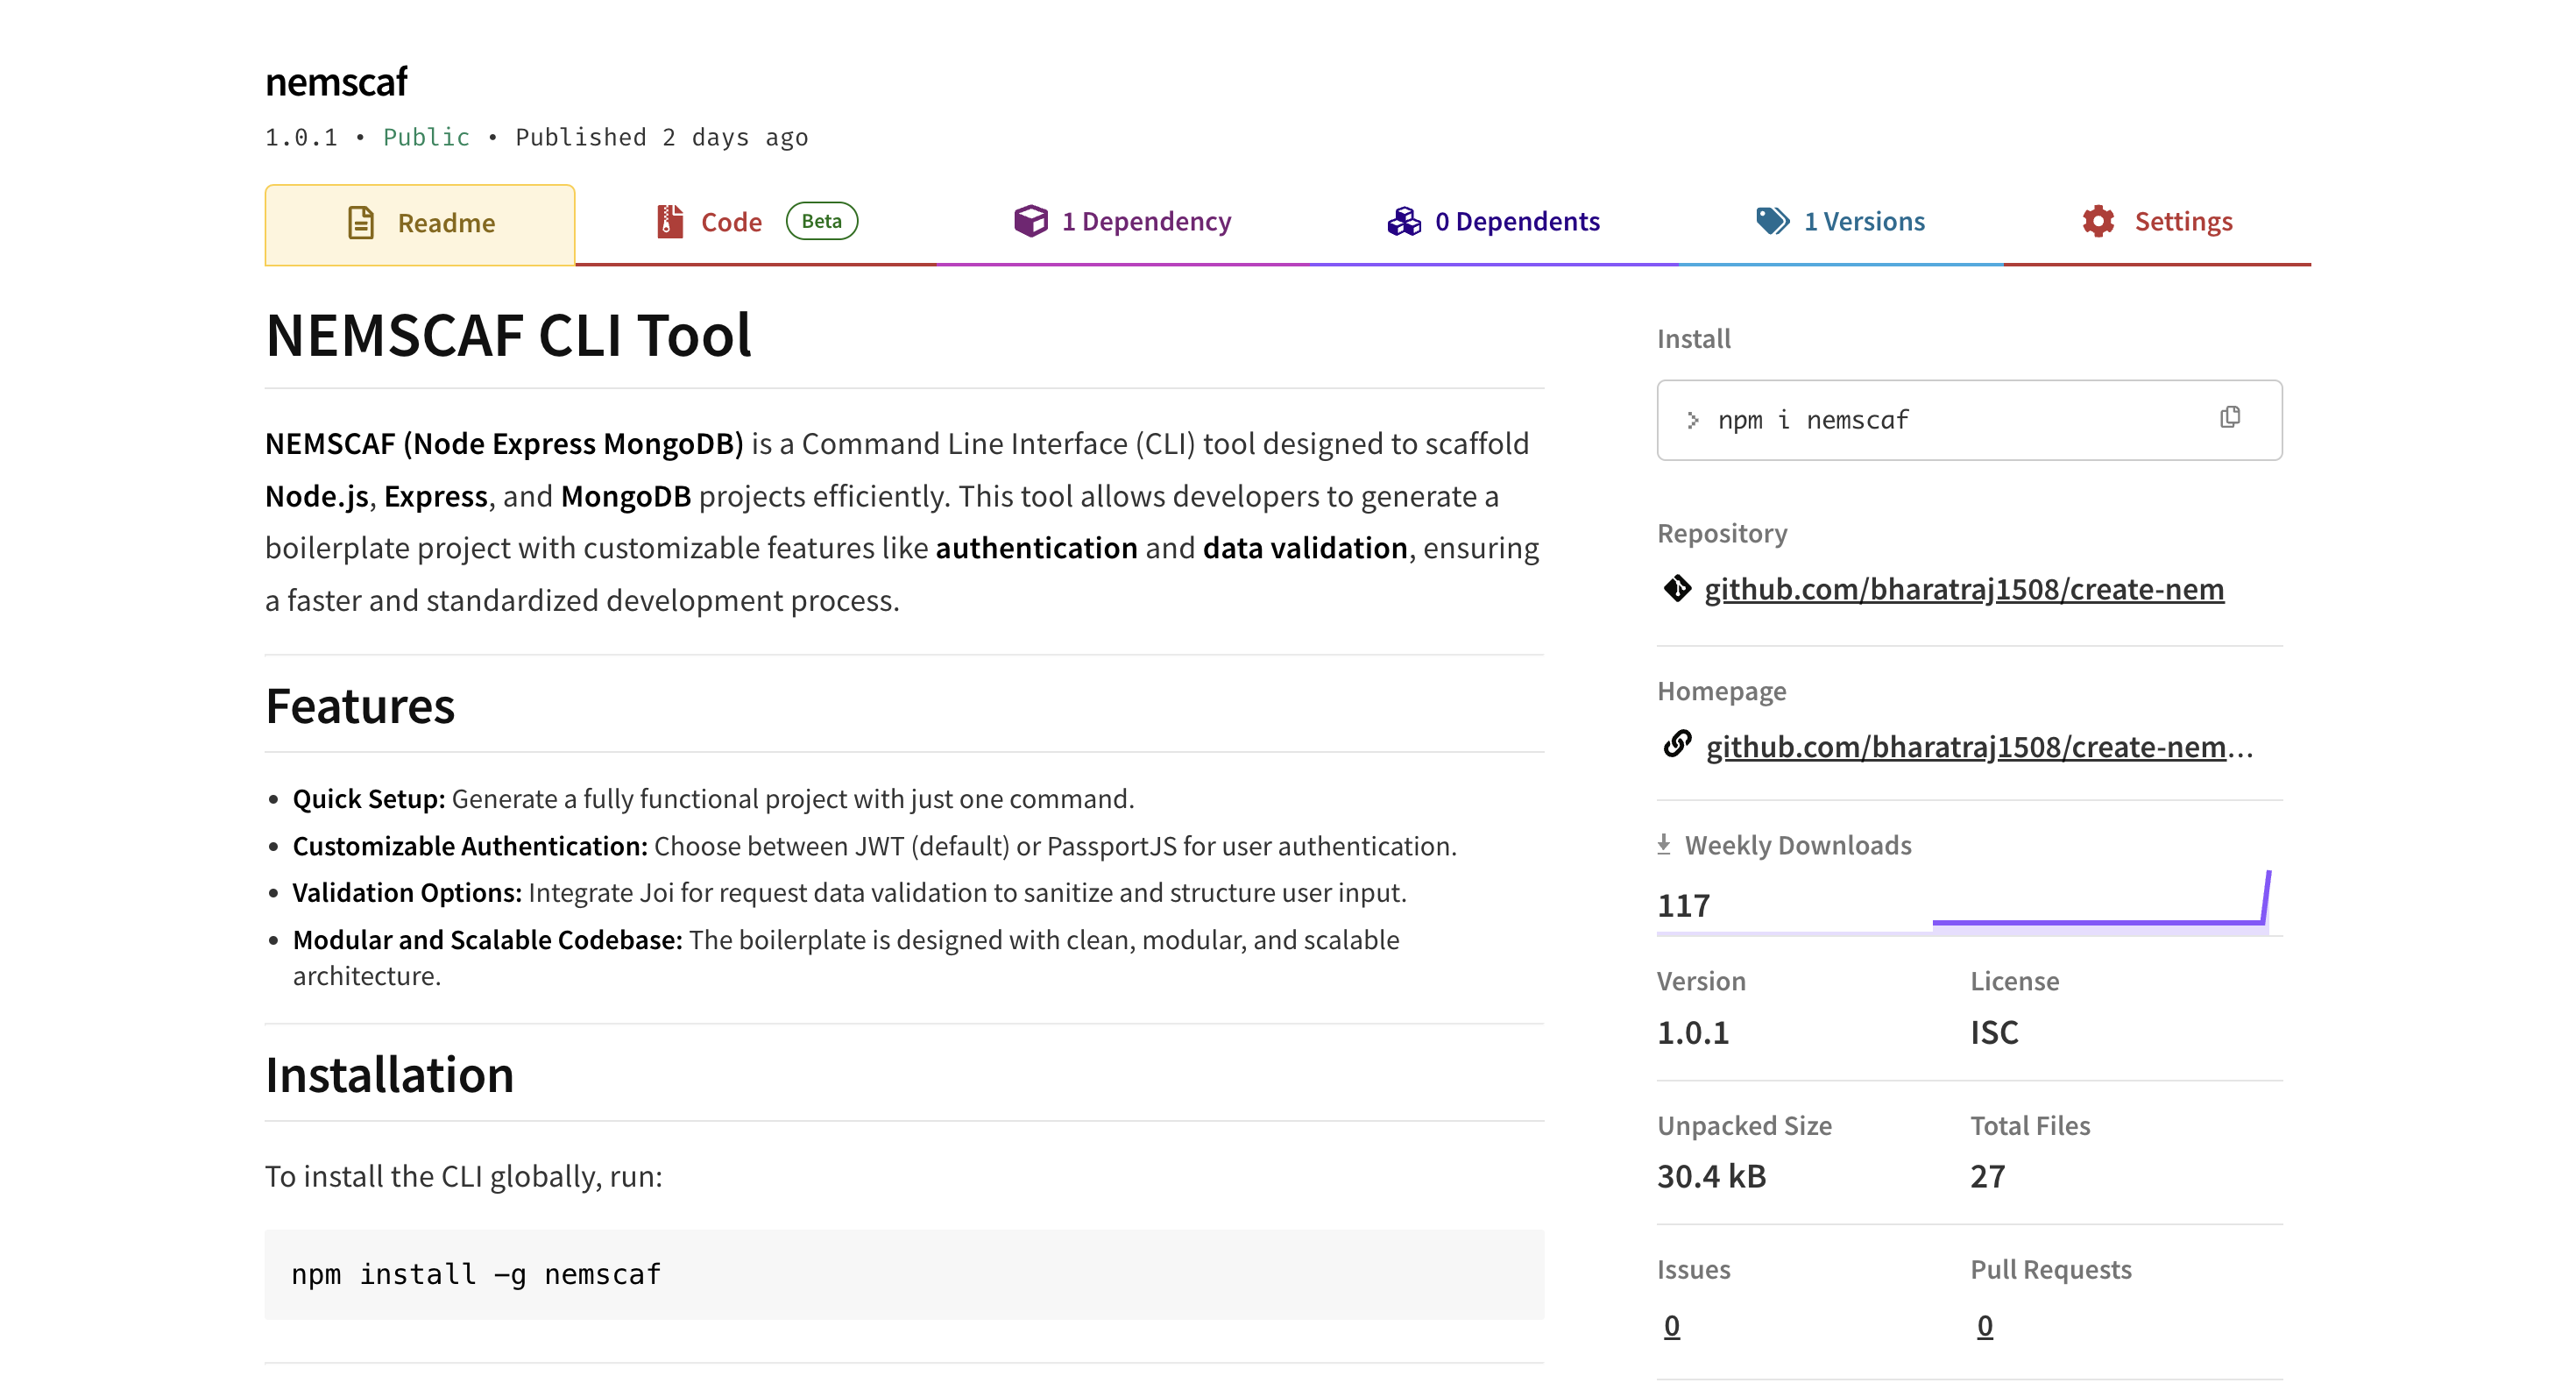 nemscaf
1.0.1 • Public • Published 2 days ago
Readme
Code Beta
1 Dependency
0 Dependents
1 Versions
Settings
NEMSCAF CLI Tool
NEMSCAF (Node Express MongoDB) is a Command Line Interface (CLI) tool designed to scaffold
Node.js, Express, and MongoDB projects efficiently. This tool allows developers to generate a
boilerplate project with customizable features like authentication and data validation, ensuring
a faster and standardized development process.
Features
• Quick Setup: Generate a fully functional project with just one command.
• Customizable Authentication: Choose between JWT (default) or PassportJS for user authentication.
• Validation Options: Integrate Joi for request data validation to sanitize and structure user input.
• Modular and Scalable Codebase: The boilerplate is designed with clean, modular, and scalable
architecture.
Installation
To install the CLI globally, run:
npm install -g nemscaf
Install
> npm i nemscaf
Repository
github.com/bharatraj1508/create-nem
Homepage
github.com/bharatraj1508/create-nem...
Weekly Downloads
117
Version
1.0.1
License
ISC
Unpacked Size
30.4 kB
Total Files
27
Issues
0
Pull Requests
0